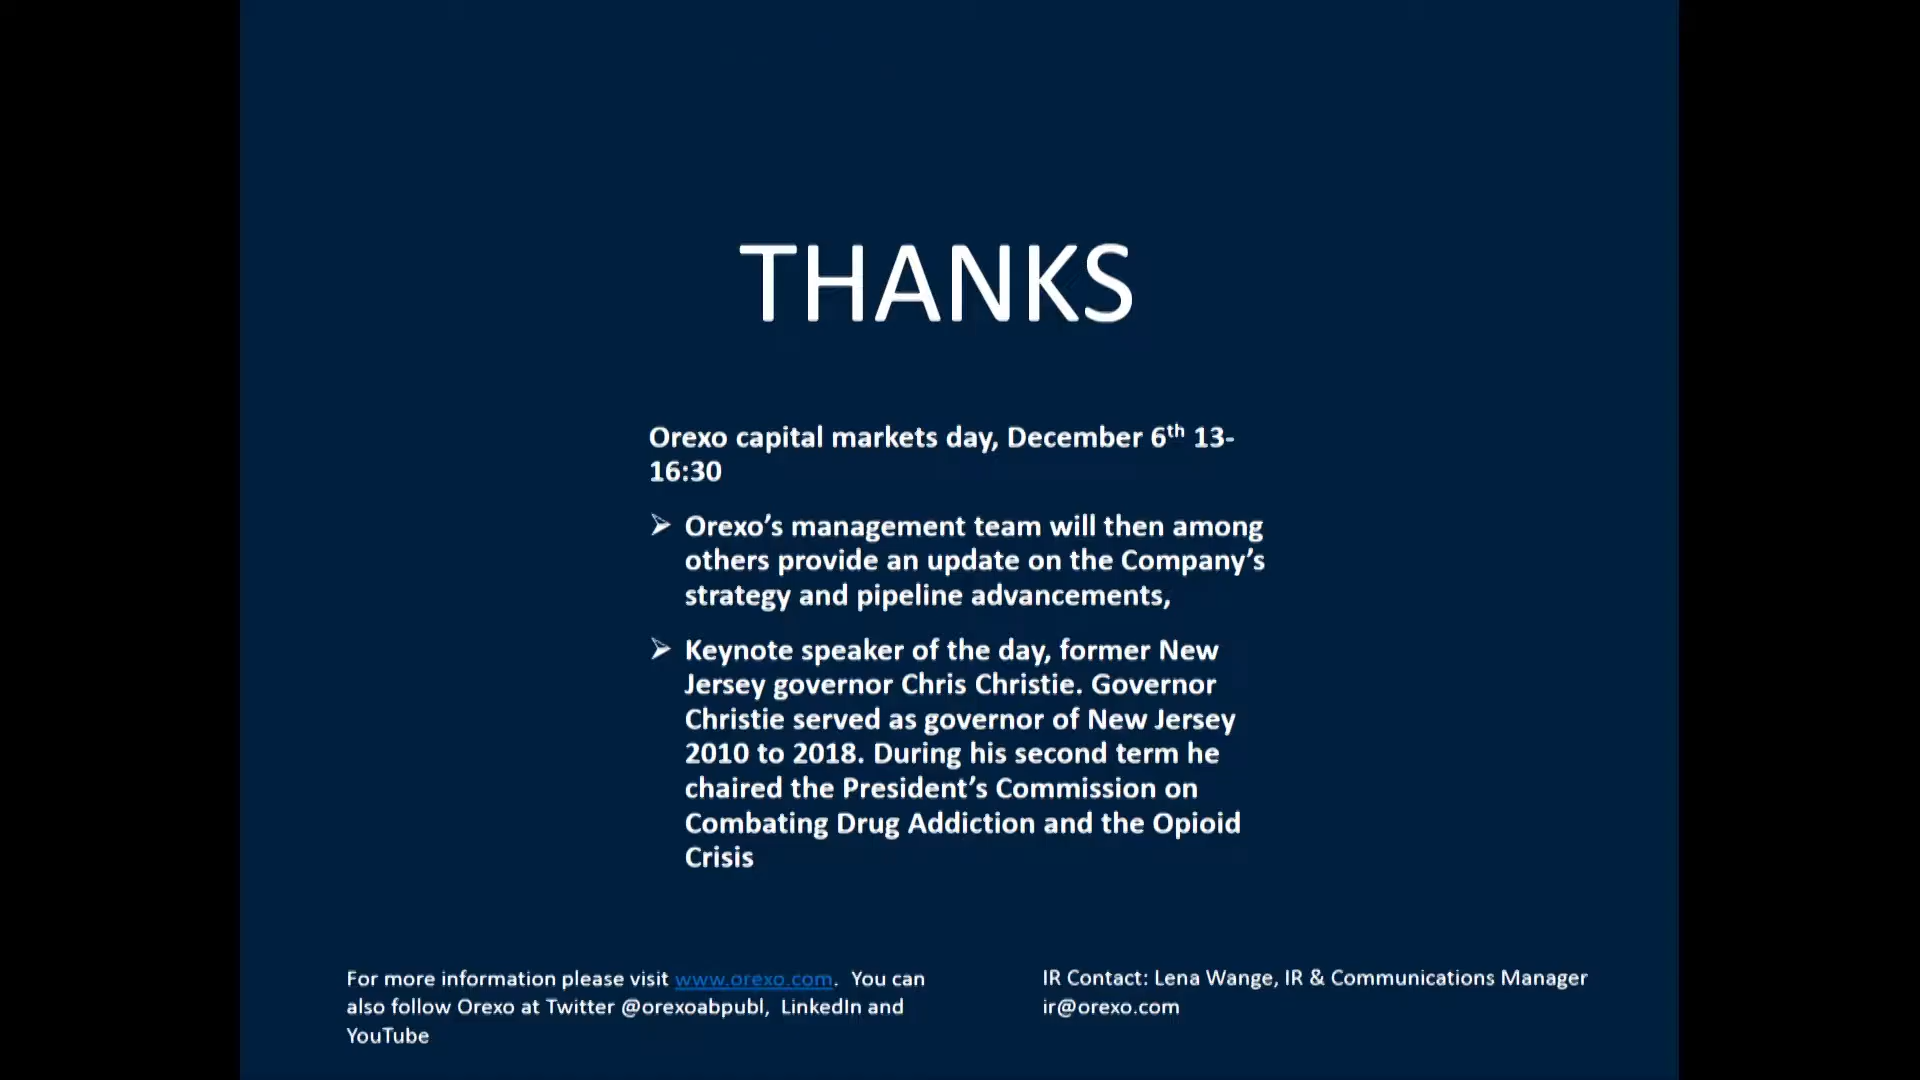 THANKS
Orexo capital markets day, December 6th 13-
16:30
➢ Orexo’s management team will then among
others provide an update on the Company’s
strategy and pipeline advancements,
➢ Keynote speaker of the day, former New
Jersey governor Chris Christie. Governor
Christie served as governor of New Jersey
2010 to 2018. During his second term he
chaired the President’s Commission on
Combating Drug Addiction and the Opioid
Crisis
For more information please visit www.orexo.com.  You can
also follow Orexo at Twitter @orexoabpubl,  LinkedIn and
YouTube
IR Contact: Lena Wange, IR & Communications Manager
ir@orexo.com